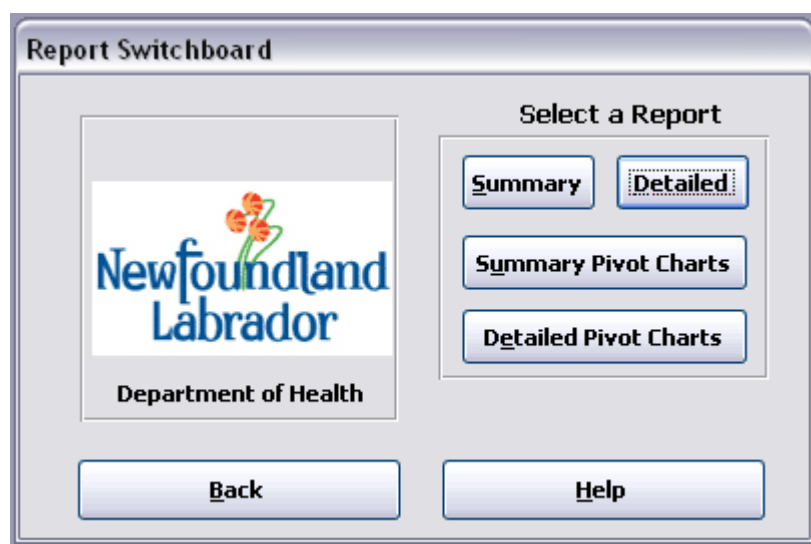 Report Switchboard
Select a Report
Summary
Detailed
Summary Pivot Charts
Detailed Pivot Charts
Newfoundland
Labrador
Department of Health
Back
Help